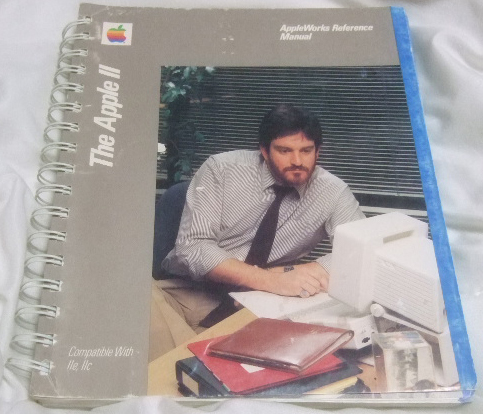 AppleWorks Reference
Manual
The Apple II
Compatible With
IIe, IIc